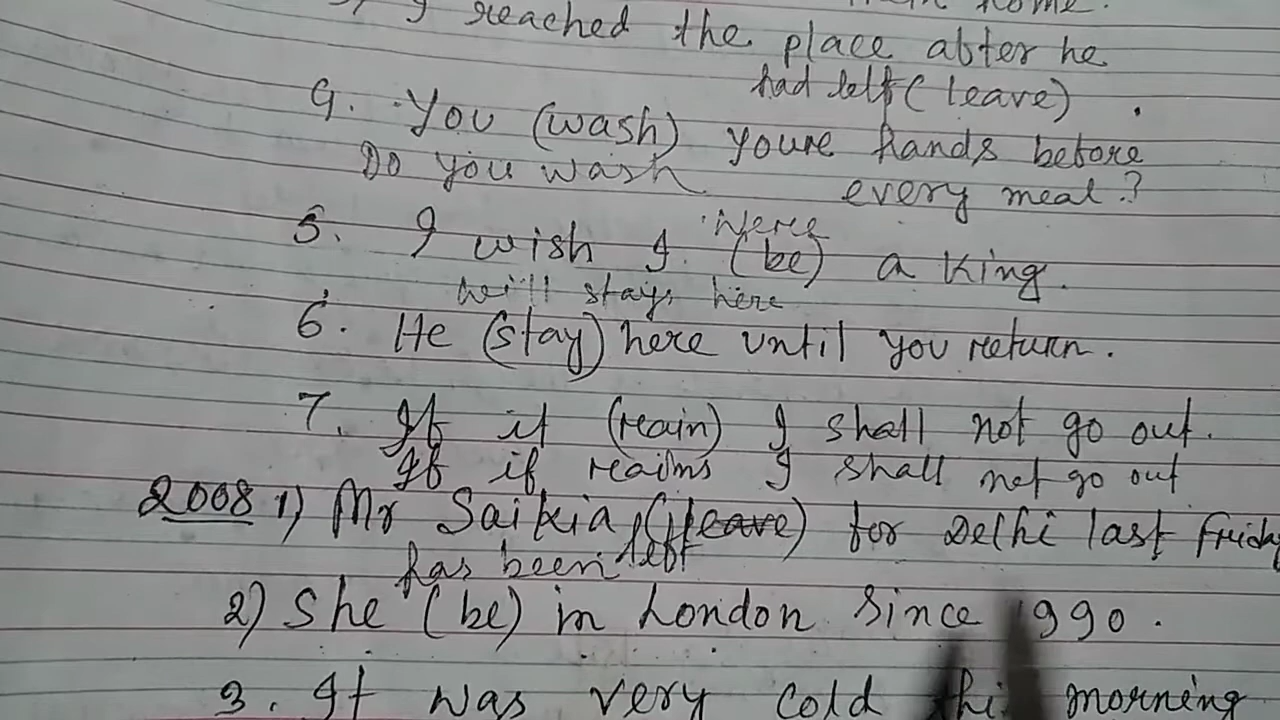 I reached the place after he
had left (leave)
4. You (wash) youre hands before
Do you wash every meal?
were
5. I wish I (be) a King.
will stays here
6. He (stay) here until you return.
7. If it (rain) I shall not go out.
If it rains I shall not go out
2008 1) Mr Saikia (leave) for Delhi last Friday
has been left
2) She (be) in London since 1990.
3. It was very cold this morning